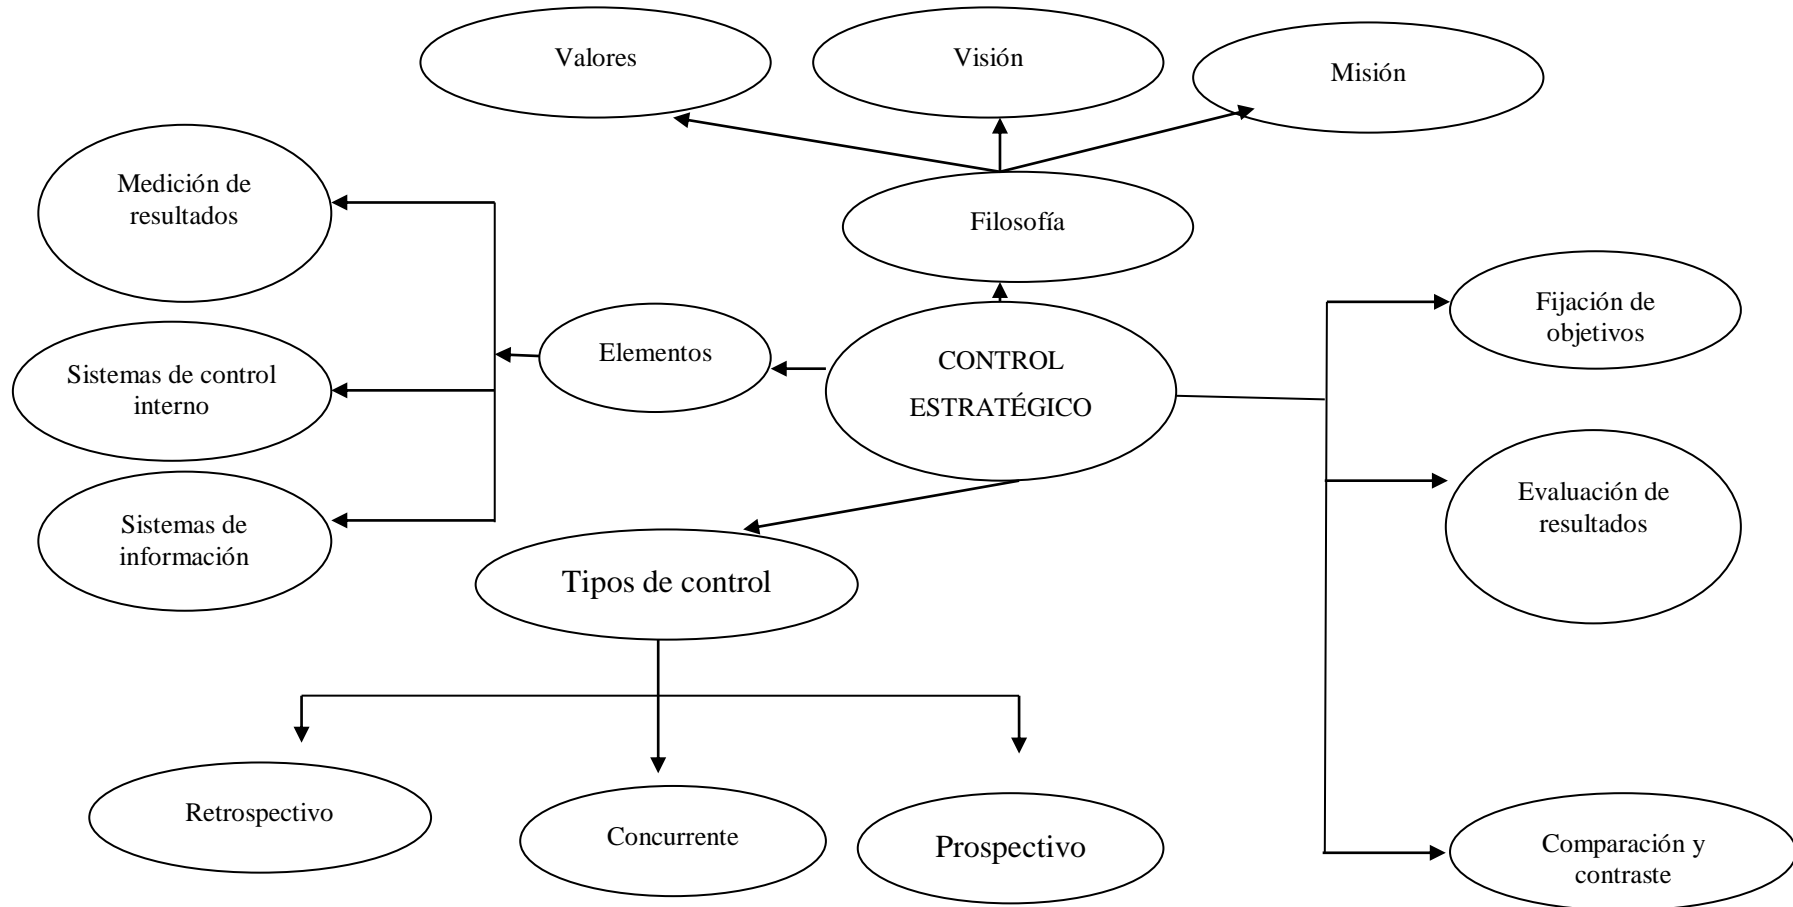 Valores
Visión
Misión
Medición de
resultados
Filosofía
Fijación de
objetivos
Elementos
CONTROL
ESTRATÉGICO
Sistemas de control
interno
Evaluación de
resultados
Sistemas de
información
Tipos de control
Retrospectivo
Concurrente
Prospectivo
Comparación y
contraste